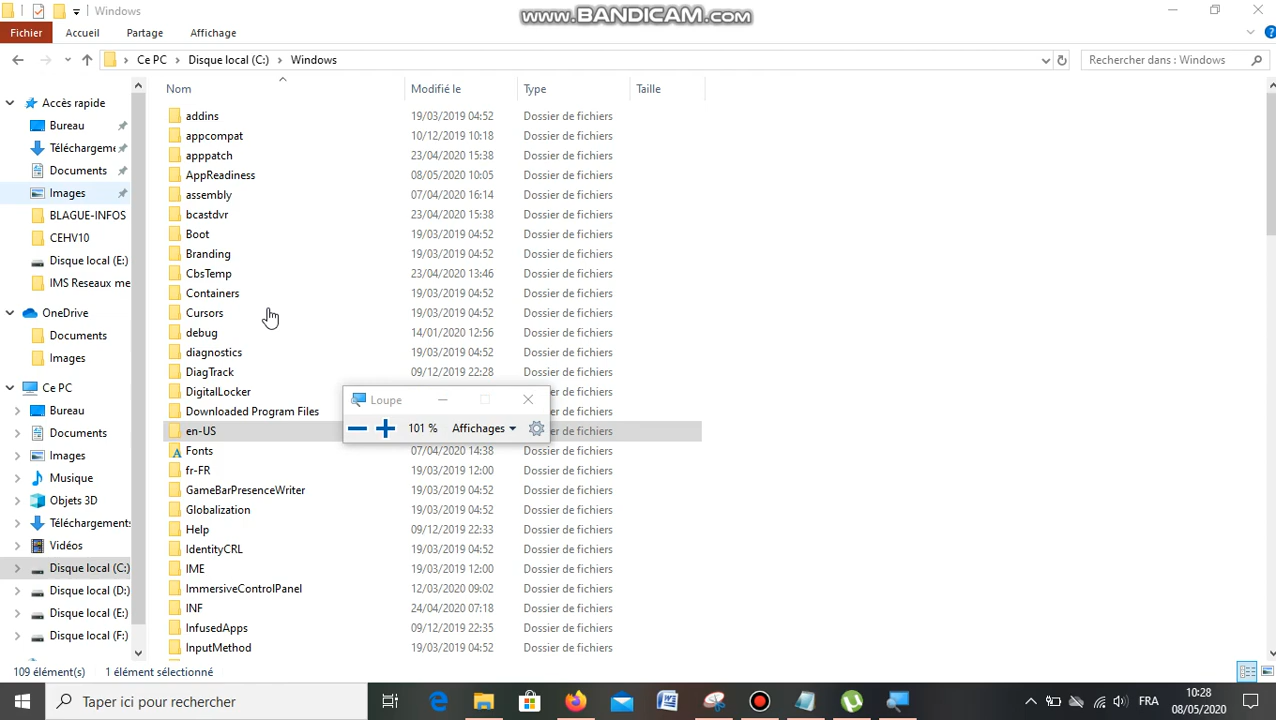 Windows
www.BANDICAM.com
Fichier Accueil Partage Affichage
Ce PC Disque local (C:) Windows
Rechercher dans : Windows
Nom Modifié le Type Taille
Accès rapide
Bureau
Téléchargeme
Documents
Images
BLAGUE-INFOS
CEHV10
Disque local (E:)
IMS Reseaux me
OneDrive
Documents
Images
Ce PC
Bureau
Documents
Images
Musique
Objets 3D
Téléchargements
Vidéos
Disque local (C:)
Disque local (D:)
Disque local (E:)
Disque local (F:)
addins 19/03/2019 04:52 Dossier de fichiers
appcompat 10/12/2019 10:18 Dossier de fichiers
apppatch 23/04/2020 15:38 Dossier de fichiers
AppReadiness 08/05/2020 10:05 Dossier de fichiers
assembly 07/04/2020 16:14 Dossier de fichiers
bcastdvr 23/04/2020 15:38 Dossier de fichiers
Boot 19/03/2019 04:52 Dossier de fichiers
Branding 19/03/2019 04:52 Dossier de fichiers
CbsTemp 23/04/2020 13:46 Dossier de fichiers
Containers 19/03/2019 04:52 Dossier de fichiers
Cursors 19/03/2019 04:52 Dossier de fichiers
debug 14/01/2020 12:56 Dossier de fichiers
diagnostics 19/03/2019 04:52 Dossier de fichiers
DiagTrack 09/12/2019 22:28 Dossier de fichiers
DigitalLocker de fichiers
Downloaded Program Files de fichiers
en-US de fichiers
Fonts 07/04/2020 14:38 Dossier de fichiers
fr-FR 19/03/2019 12:00 Dossier de fichiers
GameBarPresenceWriter 19/03/2019 04:52 Dossier de fichiers
Globalization 19/03/2019 04:52 Dossier de fichiers
Help 09/12/2019 22:33 Dossier de fichiers
IdentityCRL 19/03/2019 04:52 Dossier de fichiers
IME 19/03/2019 12:00 Dossier de fichiers
ImmersiveControlPanel 12/03/2020 09:02 Dossier de fichiers
INF 24/04/2020 07:18 Dossier de fichiers
InfusedApps 09/12/2019 22:35 Dossier de fichiers
InputMethod 19/03/2019 04:52 Dossier de fichiers
Loupe
101 % Affichages
109 élément(s) 1 élément sélectionné
Taper ici pour rechercher
FRA
10:28
08/05/2020